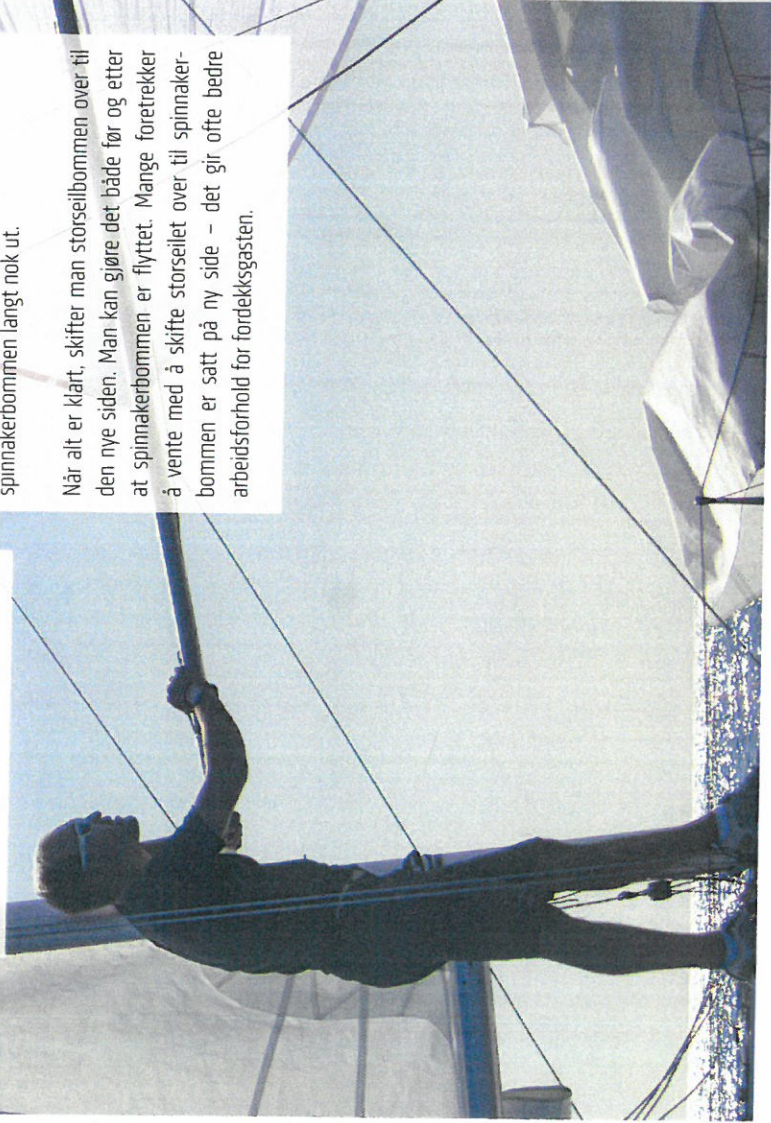 spinnakerbommen langt nok ut.
Når alt er klart, skifter man storseilbommen over til
den nye siden. Man kan gjøre det både før og etter
at spinnakerbommen er flyttet. Mange foretrekker
å vente med å skifte storseilet over til spinnaker-
bommen er satt på ny side – det gir ofte bedre
arbeidsforhold for fordekksgasten.